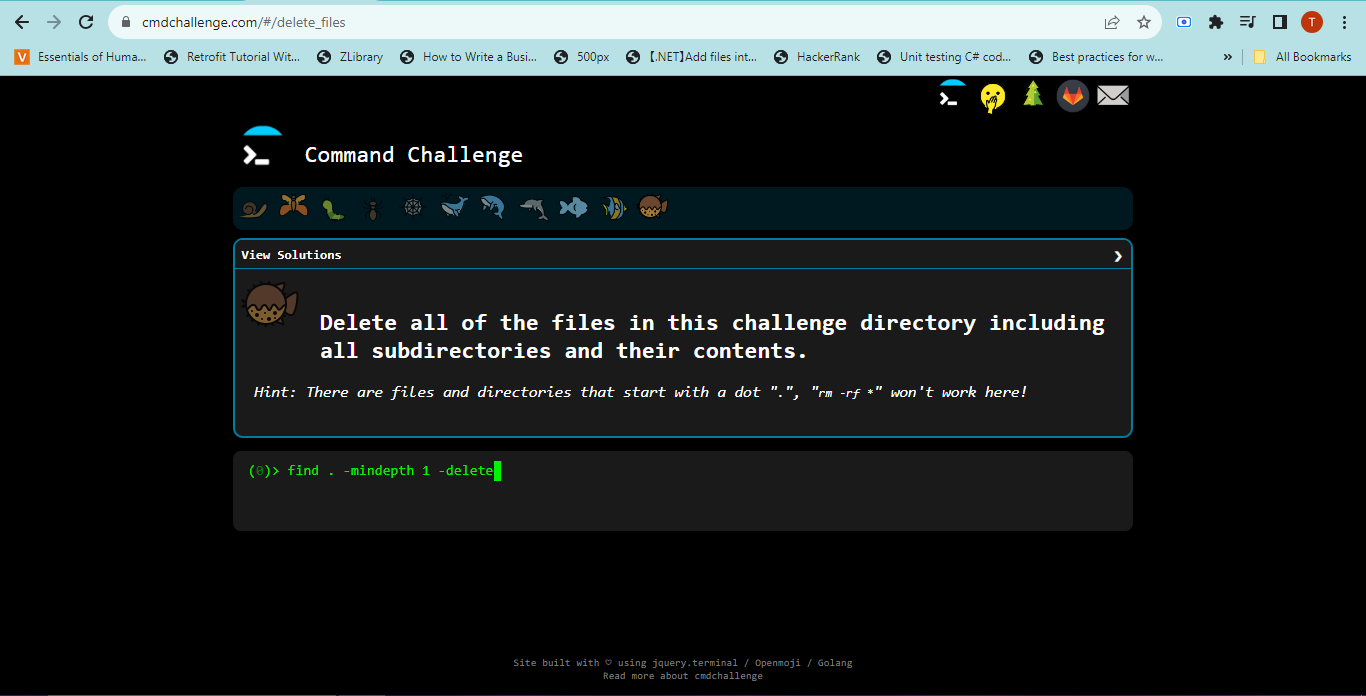 cmdchallenge.com/#/delete_files
T
V Essentials of Huma... Retrofit Tutorial Wit... ZLibrary How to Write a Busi... 500px 【.NET】Add files int... HackerRank Unit testing C# cod... Best practices for w... » All Bookmarks
>_
>_ Command Challenge
View Solutions ❯
Delete all of the files in this challenge directory including
all subdirectories and their contents.
Hint: There are files and directories that start with a dot ".", "rm -rf *" won't work here!
(0)> find . -mindepth 1 -delete
Site built with ♡ using jquery.terminal / Openmoji / Golang
Read more about cmdchallenge